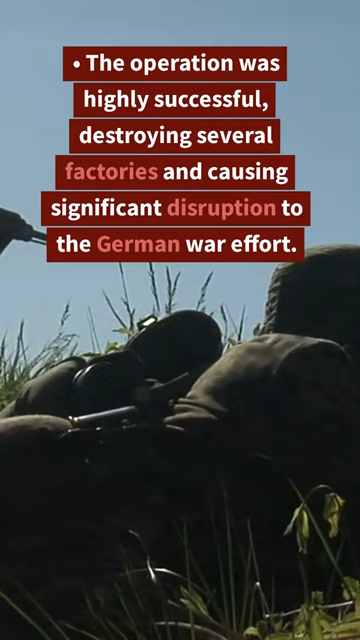 • The operation was
highly successful,
destroying several
factories and causing
significant disruption to
the German war effort.